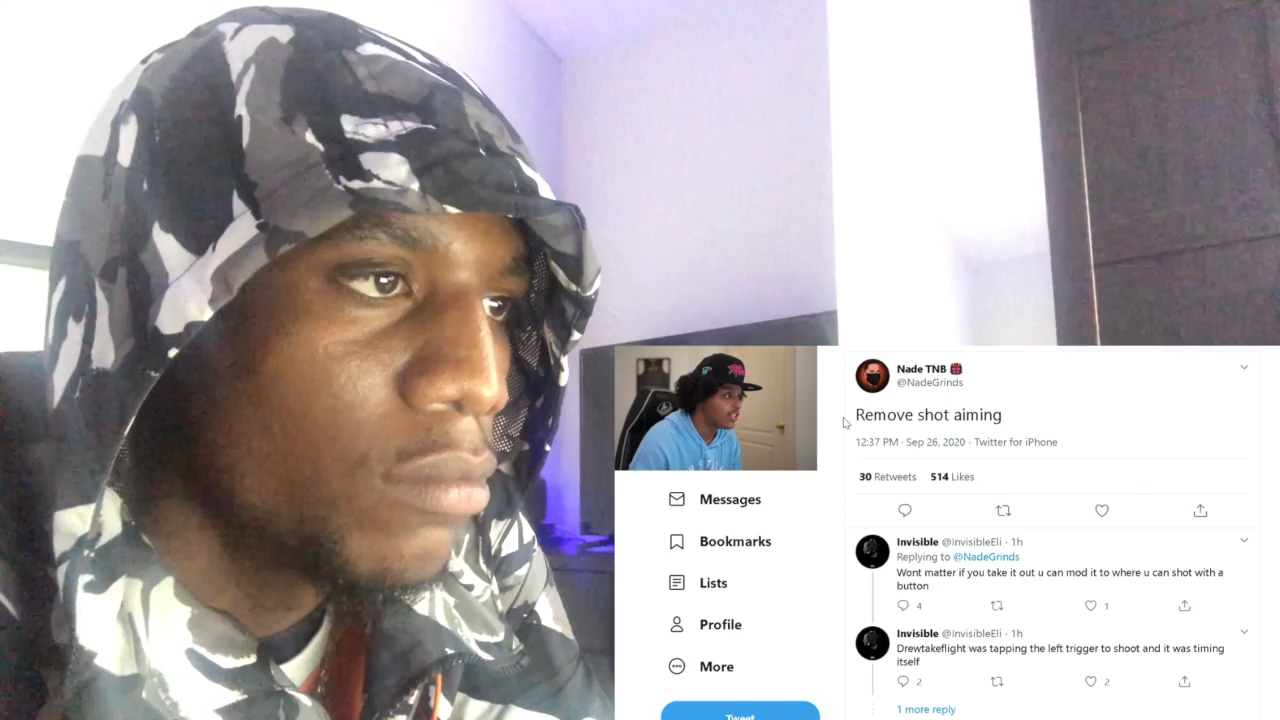 Nade TNB
@NadeGrinds
Remove shot aiming
12:37 PM · Sep 26, 2020 · Twitter for iPhone
30 Retweets 514 Likes
Invisible @InvisibleEli · 1h
Replying to @NadeGrinds
Wont matter if you take it out u can mod it to where u can shot with a
button
4 1
Invisible @InvisibleEli · 1h
Drewtakeflight was tapping the left trigger to shoot and it was timing
itself
2 2
1 more reply
Messages
Bookmarks
Lists
Profile
More
Tweet